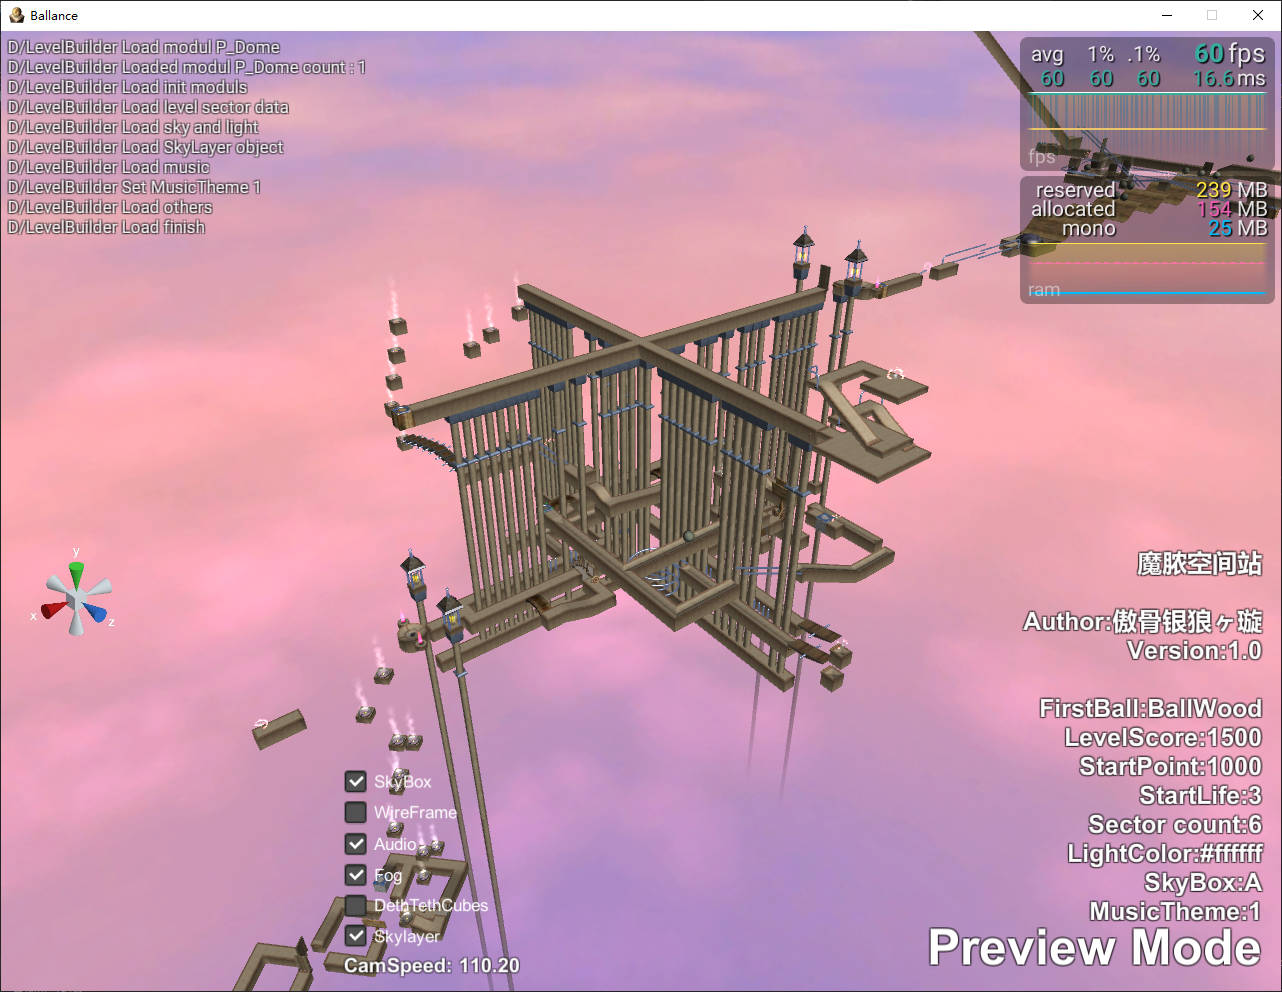 Ballance
D/LevelBuilder Load modul P_Dome
D/LevelBuilder Loaded modul P_Dome count : 1
D/LevelBuilder Load init moduls
D/LevelBuilder Load level sector data
D/LevelBuilder Load sky and light
D/LevelBuilder Load SkyLayer object
D/LevelBuilder Load music
D/LevelBuilder Set MusicTheme 1
D/LevelBuilder Load others
D/LevelBuilder Load finish
avg 1% .1% 60 fps
60 60 60 16.6 ms
fps
reserved 239 MB
allocated 154 MB
mono 25 MB
ram
y
x
z
魔脓空间站
Author:傲骨银狼ヶ璇
Version:1.0
FirstBall:BallWood
LevelScore:1500
StartPoint:1000
StartLife:3
Sector count:6
LightColor:#ffffff
SkyBox:A
MusicTheme:1
Preview Mode
SkyBox
WireFrame
Audio
Fog
DethTethCubes
Skylayer
CamSpeed: 110.20